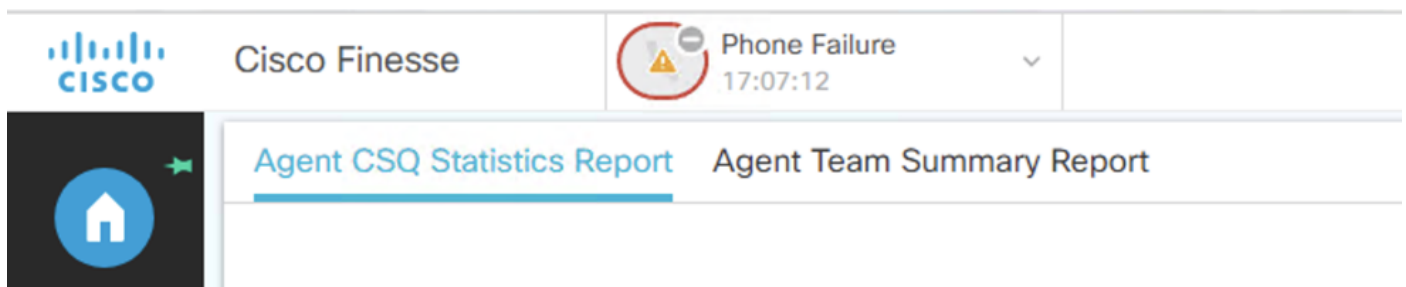 CISCO
Cisco Finesse
Phone Failure
17:07:12
Agent CSQ Statistics Report Agent Team Summary Report